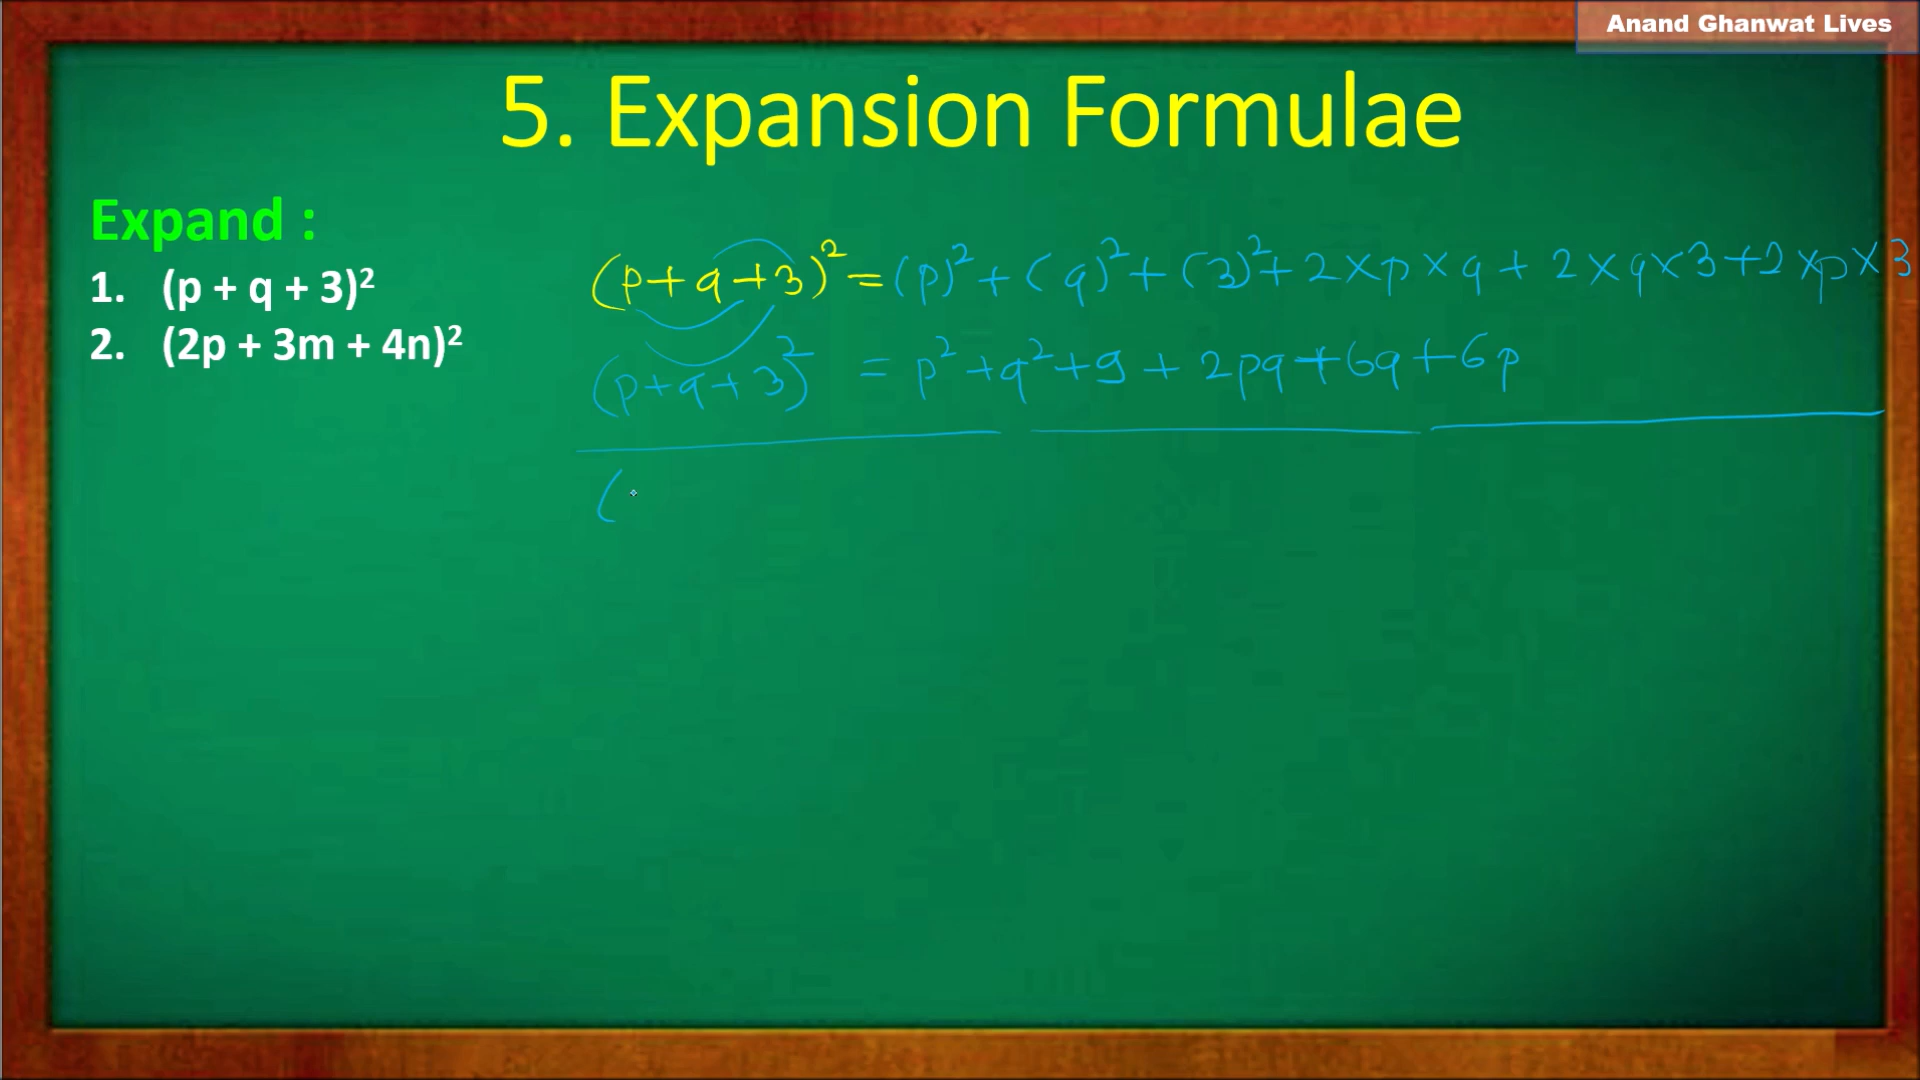 Anand Ghanwat Lives
5. Expansion Formulae
Expand :
1. (p + q + 3)²
2. (2p + 3m + 4n)²
(p+q+3)² = (p)² + (q)² + (3)² + 2×p×q + 2×q×3 + 2×p×3
(p+q+3)² = p² + q² + 9 + 2pq + 6q + 6p
(